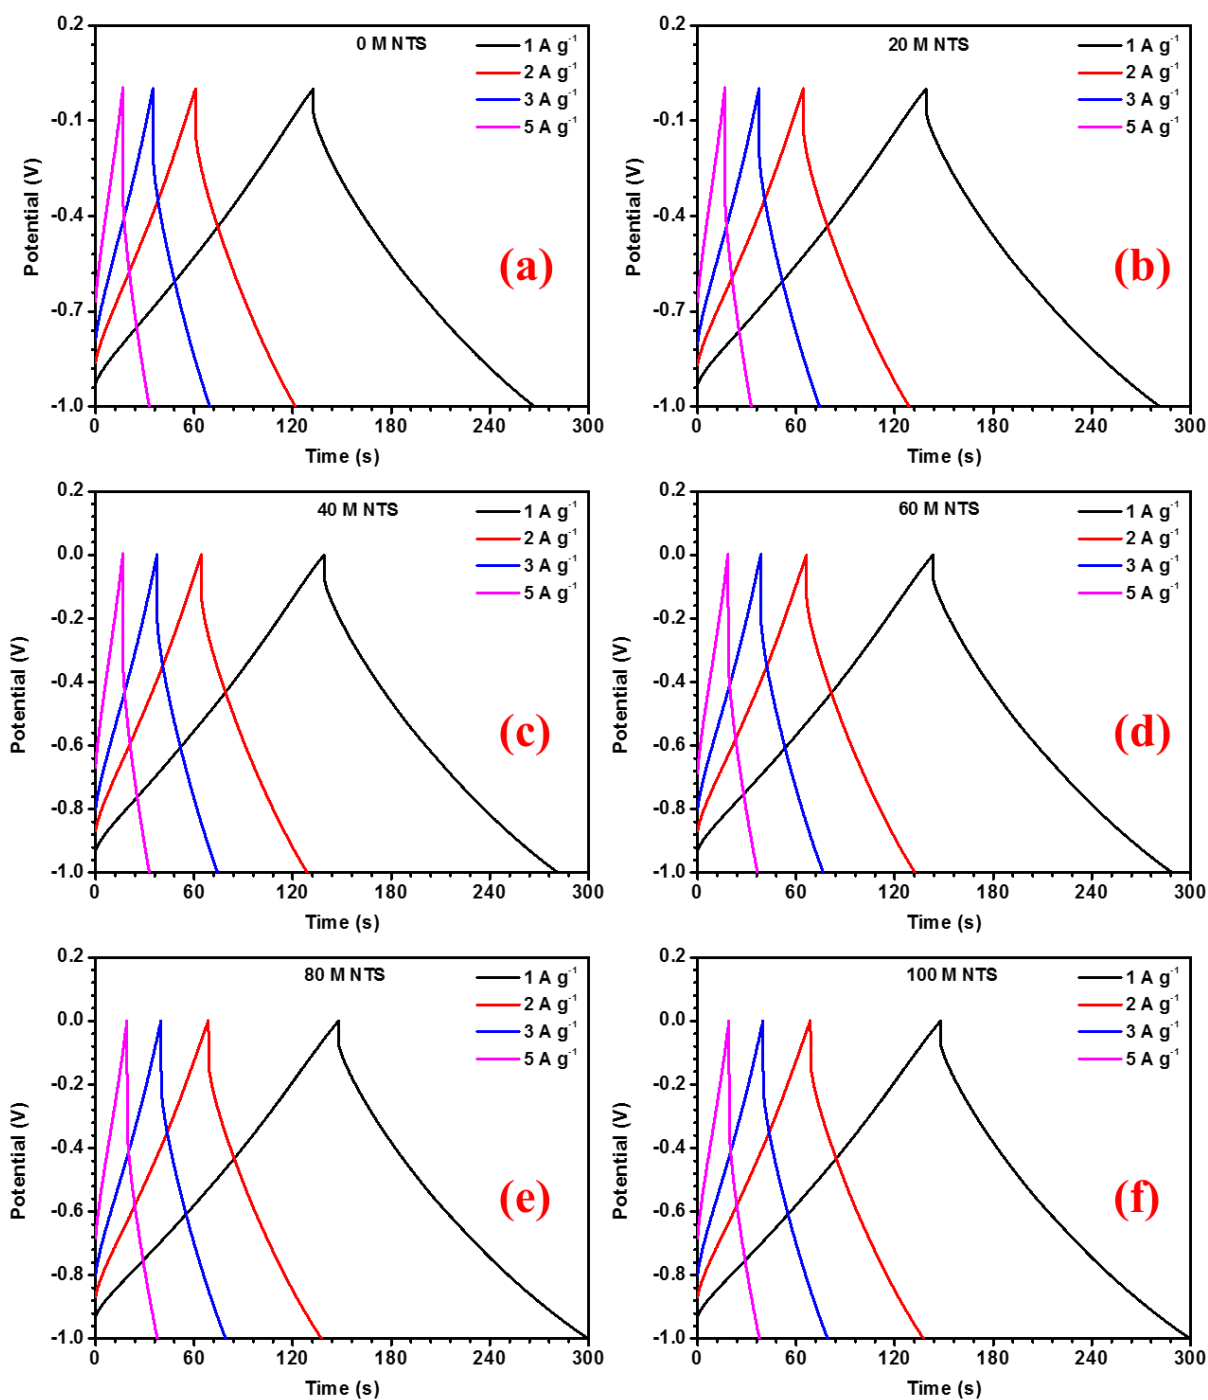 0.2
-0.1
-0.4
-0.7
-1.0
Potential (V)
0 M NTS
1 A g⁻¹
2 A g⁻¹
3 A g⁻¹
5 A g⁻¹
(a)
0 60 120 180 240 300
Time (s)
0.2
-0.1
-0.4
-0.7
-1.0
Potential (V)
20 M NTS
1 A g⁻¹
2 A g⁻¹
3 A g⁻¹
5 A g⁻¹
(b)
0 60 120 180 240 300
Time (s)
0.2
0.0
-0.2
-0.4
-0.6
-0.8
-1.0
Potential (V)
40 M NTS
1 A g⁻¹
2 A g⁻¹
3 A g⁻¹
5 A g⁻¹
(c)
0 60 120 180 240 300
Time (s)
0.2
0.0
-0.2
-0.4
-0.6
-0.8
-1.0
Potential (V)
60 M NTS
1 A g⁻¹
2 A g⁻¹
3 A g⁻¹
5 A g⁻¹
(d)
0 60 120 180 240 300
Time (s)
0.2
0.0
-0.2
-0.4
-0.6
-0.8
-1.0
Potential (V)
80 M NTS
1 A g⁻¹
2 A g⁻¹
3 A g⁻¹
5 A g⁻¹
(e)
0 60 120 180 240 300
Time (s)
0.2
0.0
-0.2
-0.4
-0.6
-0.8
-1.0
Potential (V)
100 M NTS
1 A g⁻¹
2 A g⁻¹
3 A g⁻¹
5 A g⁻¹
(f)
0 60 120 180 240 300
Time (s)